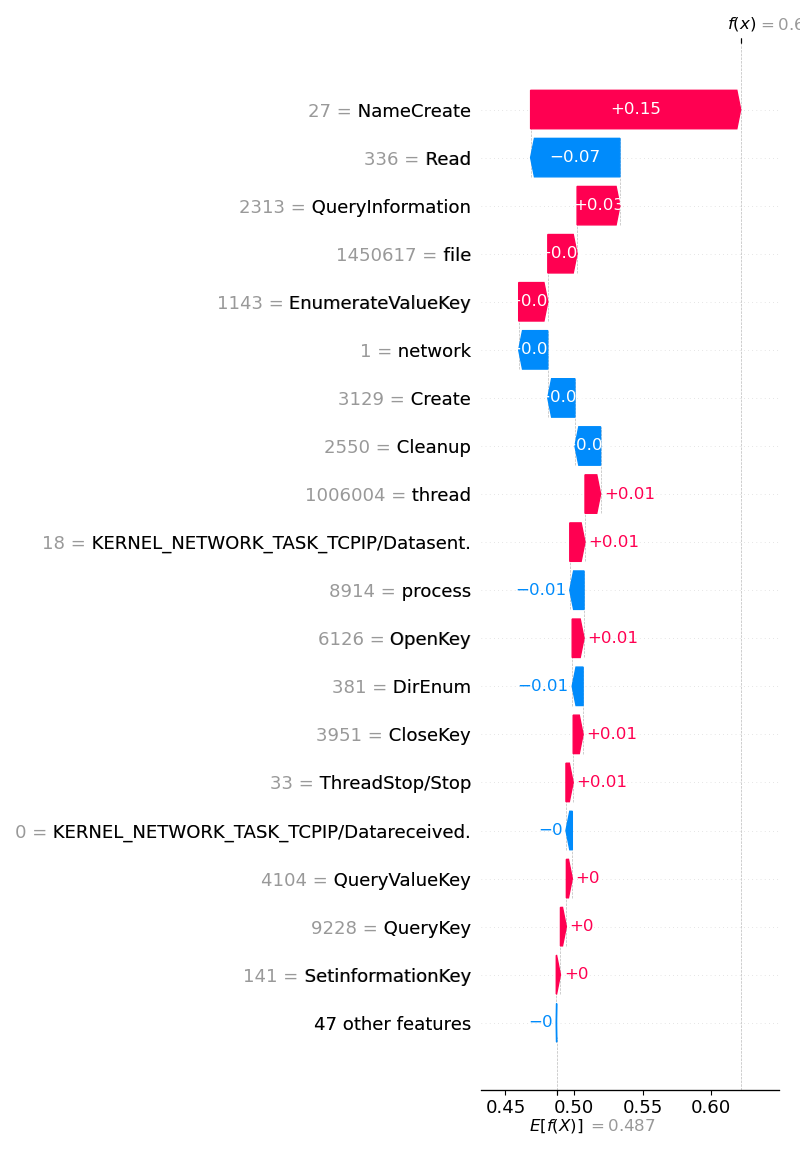 f(x) = 0.6
27 = NameCreate +0.15
336 = Read −0.07
2313 = QueryInformation +0.03
1450617 = file
1143 = EnumerateValueKey
1 = network
3129 = Create
2550 = Cleanup
1006004 = thread +0.01
18 = KERNEL_NETWORK_TASK_TCPIP/Datasent. +0.01
8914 = process −0.01
6126 = OpenKey +0.01
381 = DirEnum −0.01
3951 = CloseKey +0.01
33 = ThreadStop/Stop +0.01
0 = KERNEL_NETWORK_TASK_TCPIP/Datareceived. −0
4104 = QueryValueKey +0
9228 = QueryKey +0
141 = SetinformationKey +0
47 other features −0
0.45 0.50 0.55 0.60
E[f(X)] = 0.487